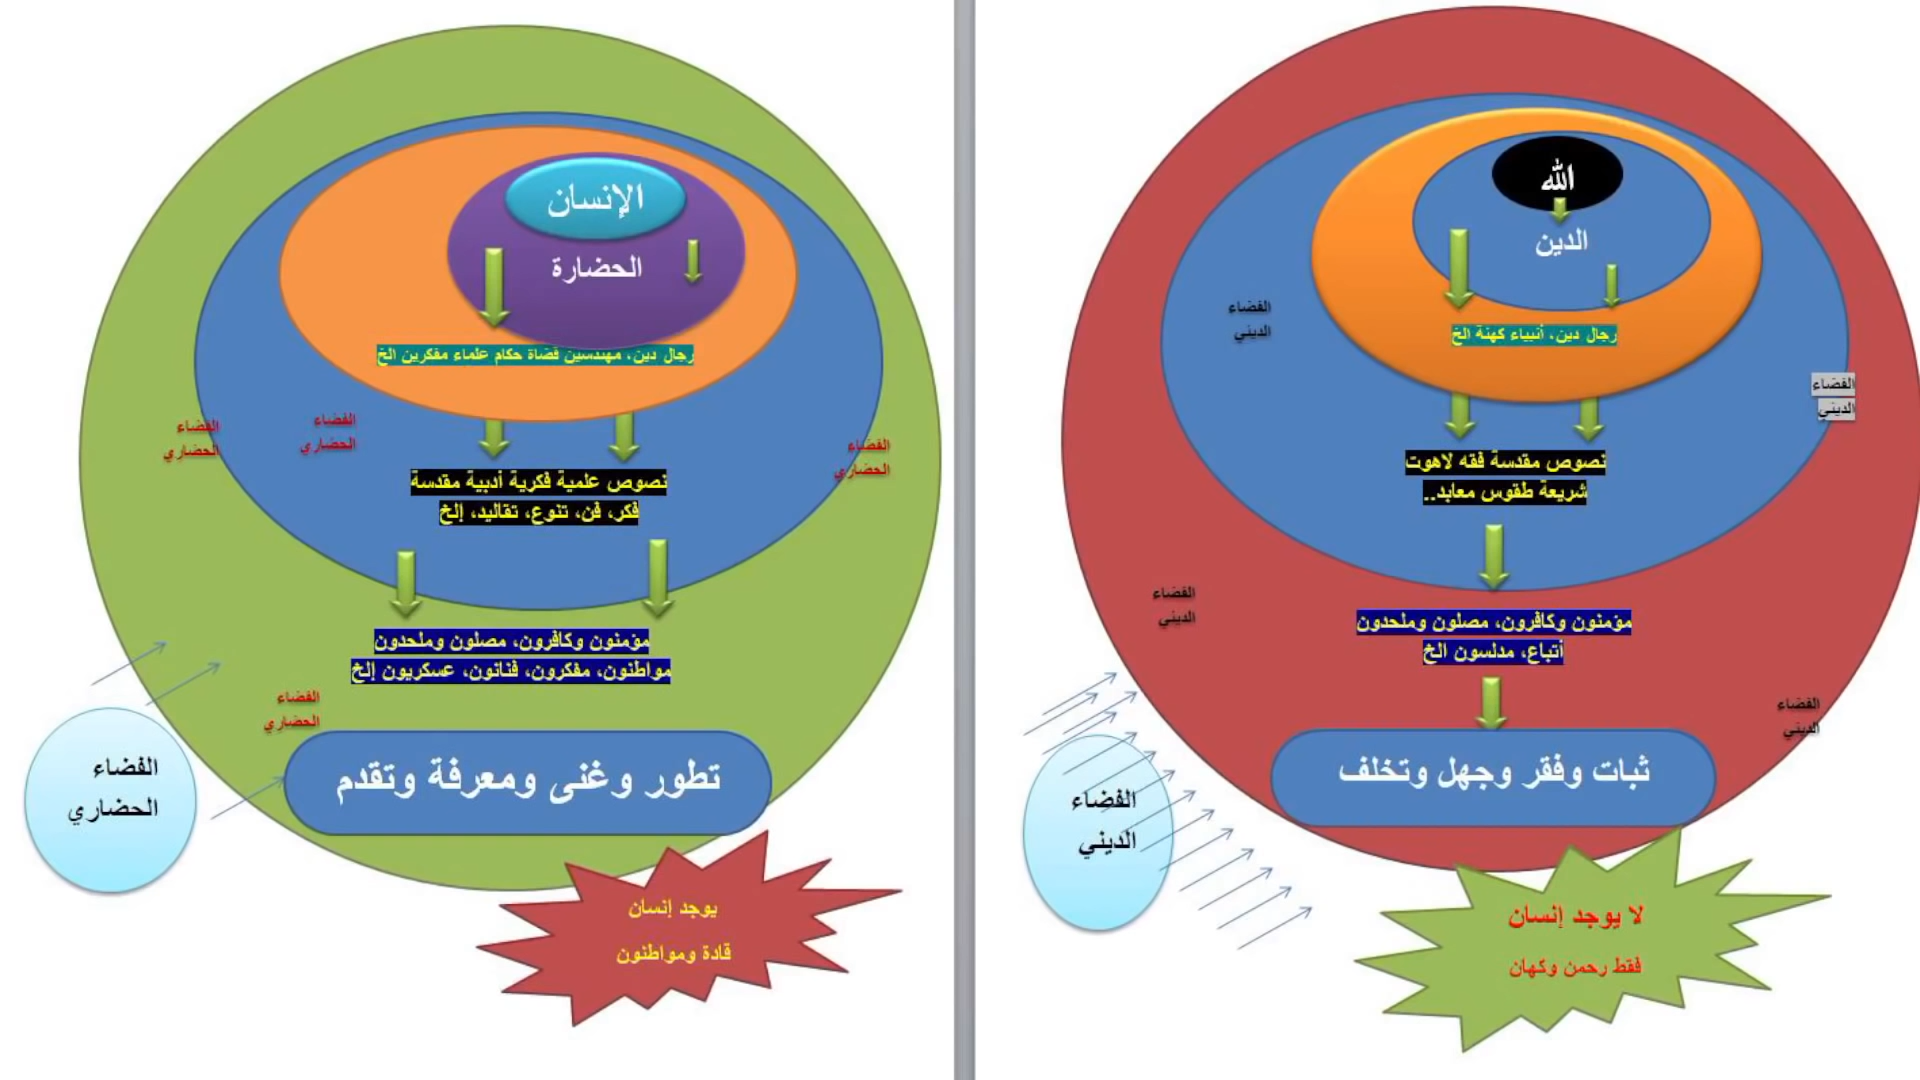 الله
الدين
رجال دين، أنبياء كهنة الخ
الفضاء
الديني
الفضاء
الديني
نصوص مقدسة فقه لاهوت
شريعة طقوس معابد..
الفضاء
الديني
مؤمنون وكافرون، مصلون وملحدون
أتباع، مدلسون الخ
الفضاء
الديني
ثبات وفقر وجهل وتخلف
الفضاء
الديني
لا يوجد إنسان
فقط رحمن وكهان
الإنسان
الحضارة
رجال دين، مهندسين قضاة حكام علماء مفكرين الخ
الفضاء
الحضاري
الفضاء
الحضاري
الفضاء
الحضاري
نصوص علمية فكرية أدبية مقدسة
فكر، فن، تنوع، تقاليد، إلخ
مؤمنون وكافرون، مصلون وملحدون
مواطنون، مفكرون، فنانون، عسكريون إلخ
الفضاء
الحضاري
تطور وغنى ومعرفة وتقدم
الفضاء
الحضاري
يوجد إنسان
قادة ومواطنون